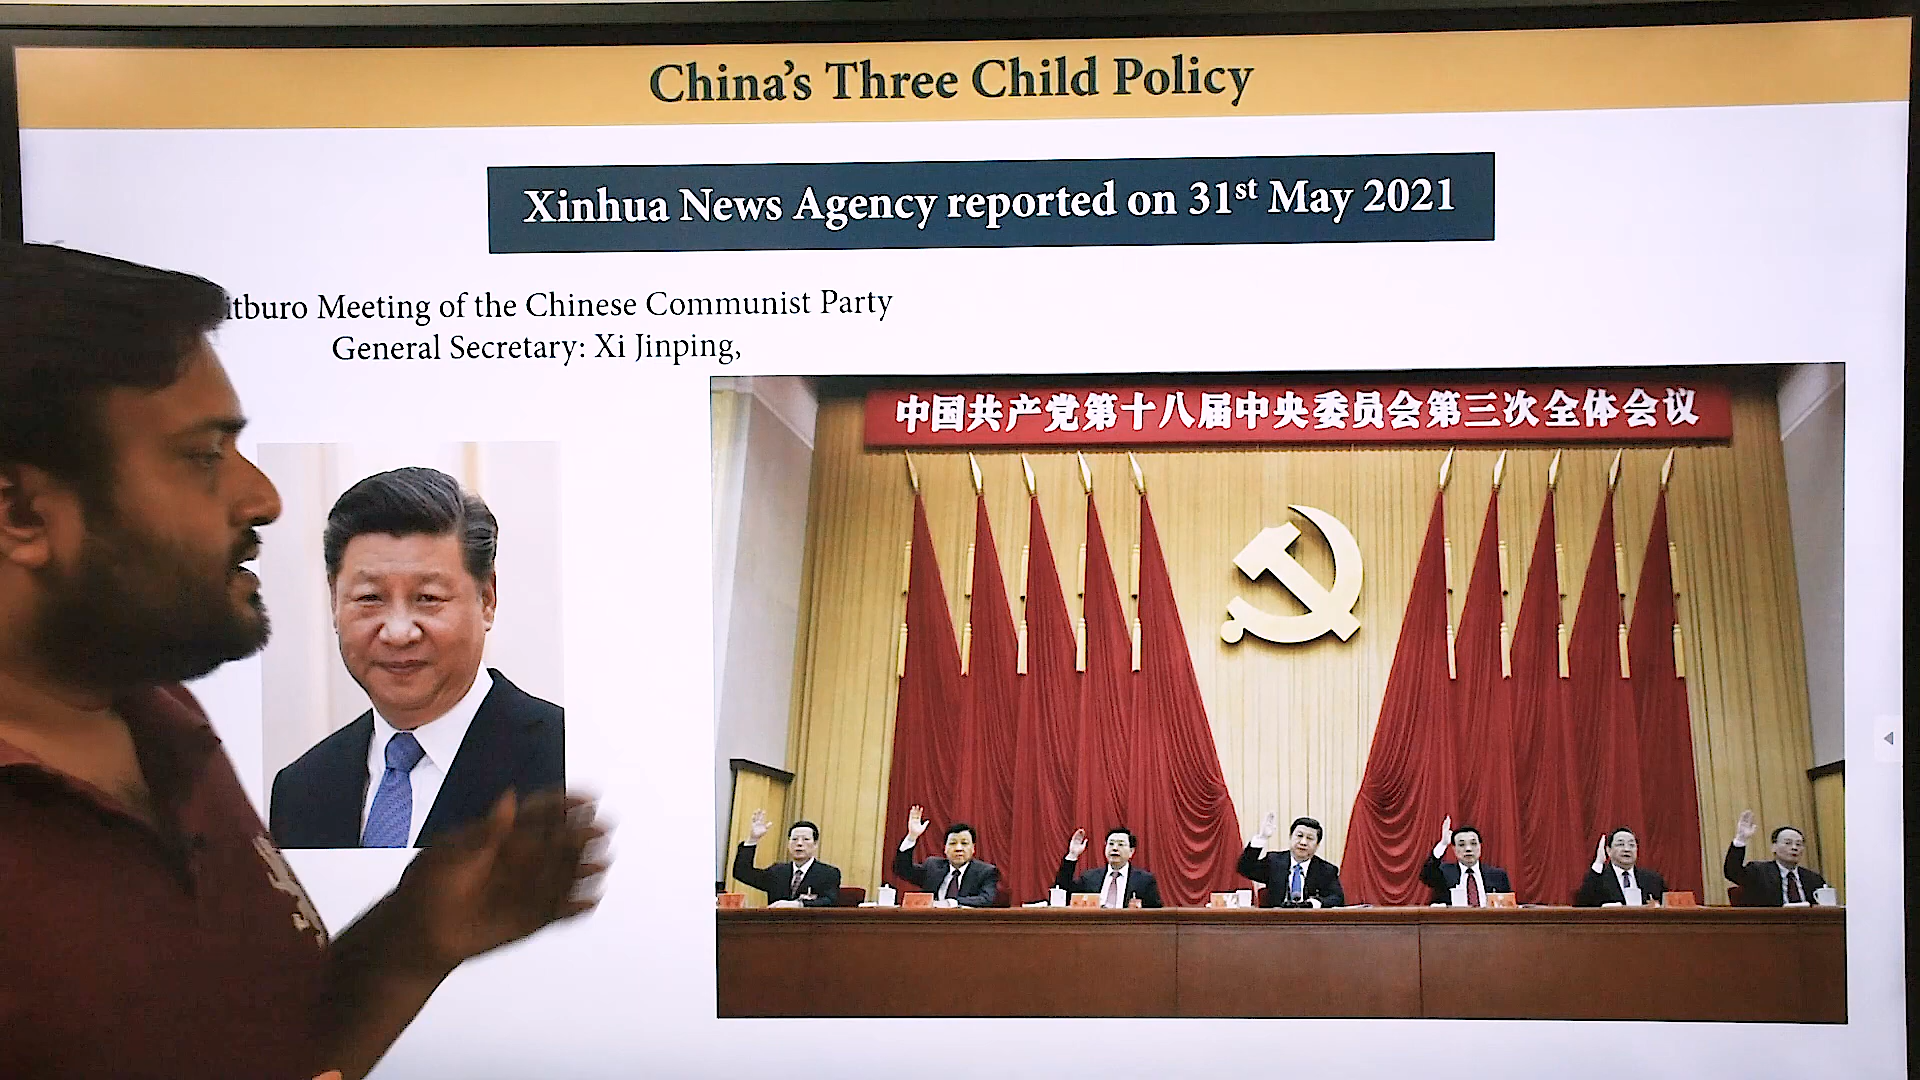 China's Three Child Policy
Xinhua News Agency reported on 31st May 2021
itburo Meeting of the Chinese Communist Party
General Secretary: Xi Jinping,
中国共产党第十八届中央委员会第三次全体会议